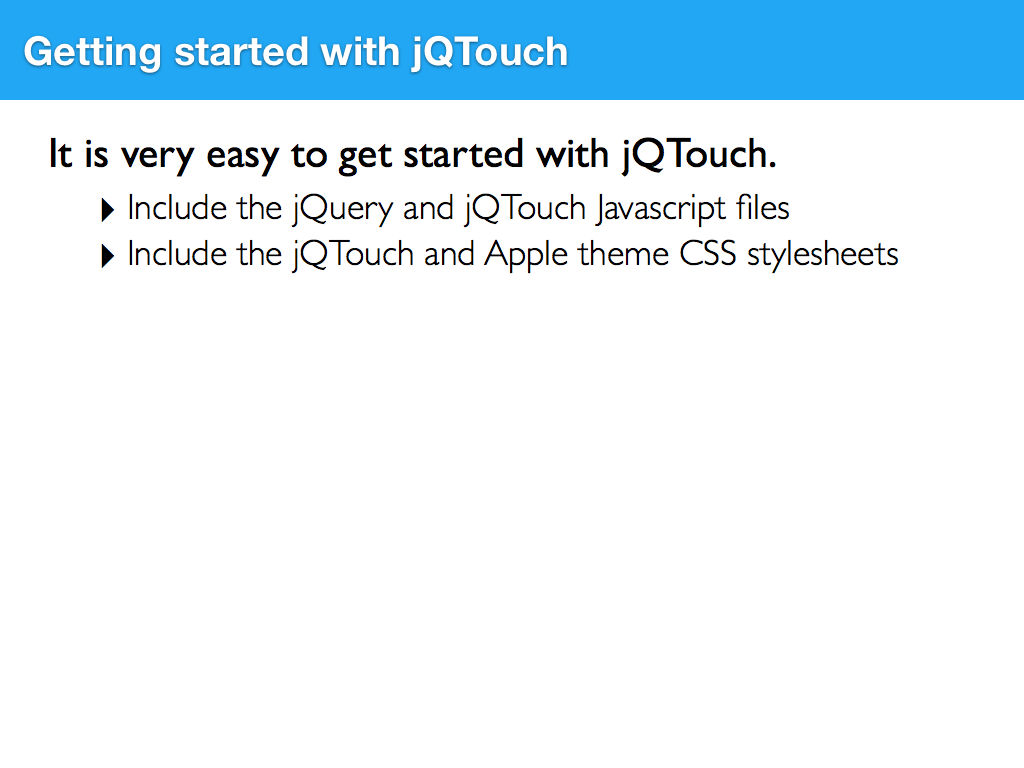 Getting started with jQTouch
It is very easy to get started with jQTouch.
Include the jQuery and jQTouch Javascript files
Include the jQTouch and Apple theme CSS stylesheets